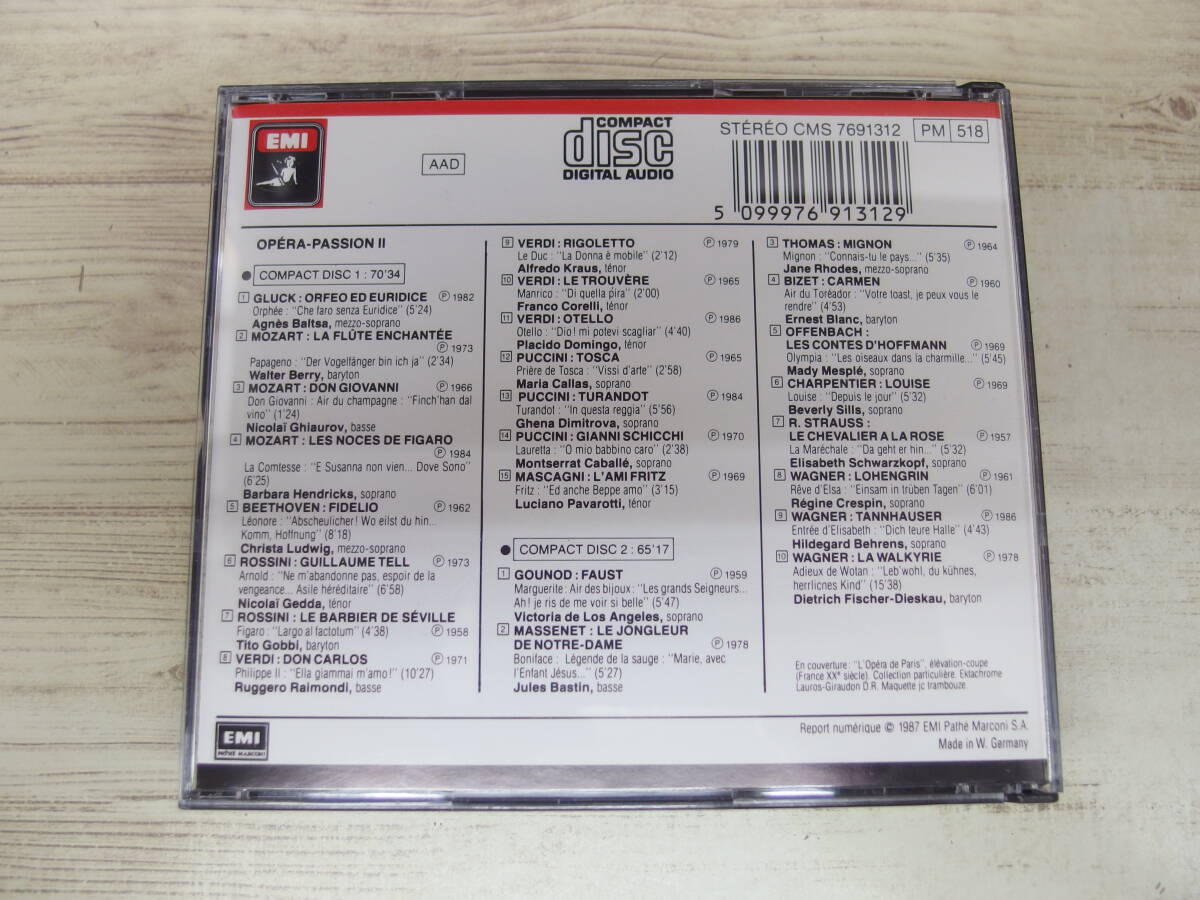 EMI
AAD
COMPACT
disc
DIGITAL AUDIO
STÉRÉO CMS 7691312
PM 518
5 099976 913129
OPÉRA-PASSION II
COMPACT DISC 1 : 70'34
1 GLUCK : ORFEO ED EURIDICE ℗ 1982
Orphée : "Che faro senza Euridice" (5'24)
Agnès Baltsa, mezzo-soprano
2 MOZART : LA FLÛTE ENCHANTÉE
℗ 1973
Papageno : "Der Vogelfänger bin ich ja" (2'34)
Walter Berry, baryton
3 MOZART : DON GIOVANNI ℗ 1966
Don Giovanni : Air du champagne : "Finch'han dal
vino" (1'24)
Nicolaï Ghiaurov, basse
4 MOZART : LES NOCES DE FIGARO
℗ 1984
La Comtesse : "E Susanna non vien... Dove Sono"
(6'25)
Barbara Hendricks, soprano
5 BEETHOVEN : FIDELIO ℗ 1962
Léonore : "Abscheulicher! Wo eilst du hin...
Komm, Hoffnung" (8'18)
Christa Ludwig, mezzo-soprano
6 ROSSINI : GUILLAUME TELL ℗ 1973
Arnold : "Ne m'abandonne pas, espoir de la
vengeance... Asile héréditaire" (6'58)
Nicolaï Gedda, ténor
7 ROSSINI : LE BARBIER DE SÉVILLE
Figaro : "Largo al factotum" (4'38) ℗ 1958
Tito Gobbi, baryton
8 VERDI : DON CARLOS ℗ 1971
Philippe II : "Ella giammai m'amo!" (10'27)
Ruggero Raimondi, basse
9 VERDI : RIGOLETTO ℗ 1979
Le Duc : "La Donna è mobile" (2'12)
Alfredo Kraus, ténor
10 VERDI : LE TROUVÈRE ℗ 1965
Manrico : "Di quella pira" (2'00)
Franco Corelli, ténor
11 VERDI : OTELLO ℗ 1986
Otello : "Dio! mi potevi scagliar" (4'40)
Placido Domingo, ténor
12 PUCCINI : TOSCA ℗ 1965
Prière de Tosca : "Vissi d'arte" (2'58)
Maria Callas, soprano
13 PUCCINI : TURANDOT ℗ 1984
Turandot : "In questa reggia" (5'56)
Ghena Dimitrova, soprano
14 PUCCINI : GIANNI SCHICCHI ℗ 1970
Lauretta : "O mio babbino caro" (2'38)
Montserrat Caballé, soprano
15 MASCAGNI : L'AMI FRITZ ℗ 1969
Fritz : "Ed anche Beppe amo" (3'15)
Luciano Pavarotti, ténor
COMPACT DISC 2 : 65'17
1 GOUNOD : FAUST ℗ 1959
Marguerite : Air des bijoux : "Les grands Seigneurs...
Ah! je ris de me voir si belle" (5'47)
Victoria de Los Angeles, soprano
2 MASSENET : LE JONGLEUR
DE NOTRE-DAME ℗ 1978
Boniface : Légende de la sauge : "Marie, avec
l'Enfant Jésus..." (5'27)
Jules Bastin, basse
3 THOMAS : MIGNON ℗ 1964
Mignon : "Connais-tu le pays..." (5'35)
Jane Rhodes, mezzo-soprano
4 BIZET : CARMEN ℗ 1960
Air du Toréador : "Votre toast, je peux vous le
rendre" (4'53)
Ernest Blanc, baryton
5 OFFENBACH :
LES CONTES D'HOFFMANN ℗ 1969
Olympia : "Les oiseaux dans la charmille..." (5'45)
Mady Mesplé, soprano
6 CHARPENTIER : LOUISE ℗ 1969
Louise : "Depuis le jour" (5'32)
Beverly Sills, soprano
7 R. STRAUSS :
LE CHEVALIER A LA ROSE ℗ 1957
La Maréchale : "Da geht er hin..." (5'32)
Elisabeth Schwarzkopf, soprano
8 WAGNER : LOHENGRIN ℗ 1961
Rêve d'Elsa : "Einsam in trüben Tagen" (6'01)
Régine Crespin, soprano
9 WAGNER : TANNHAUSER ℗ 1986
Entrée d'Elisabeth : "Dich teure Halle" (4'43)
Hildegard Behrens, soprano
10 WAGNER : LA WALKYRIE ℗ 1978
Adieux de Wotan : "Leb'wohl, du kühnes,
herrlicnes Kind" (15'38)
Dietrich Fischer-Dieskau, baryton
En couverture : "L'Opéra de Paris", élévation-coupe
(France XXe siècle). Collection particulière. Ektachrome
Lauros-Giraudon D.R. Maquette jc trambouze.
EMI
PATHÉ MARCONI
Report numérique © 1987 EMI Pathé Marconi S.A.
Made in W. Germany